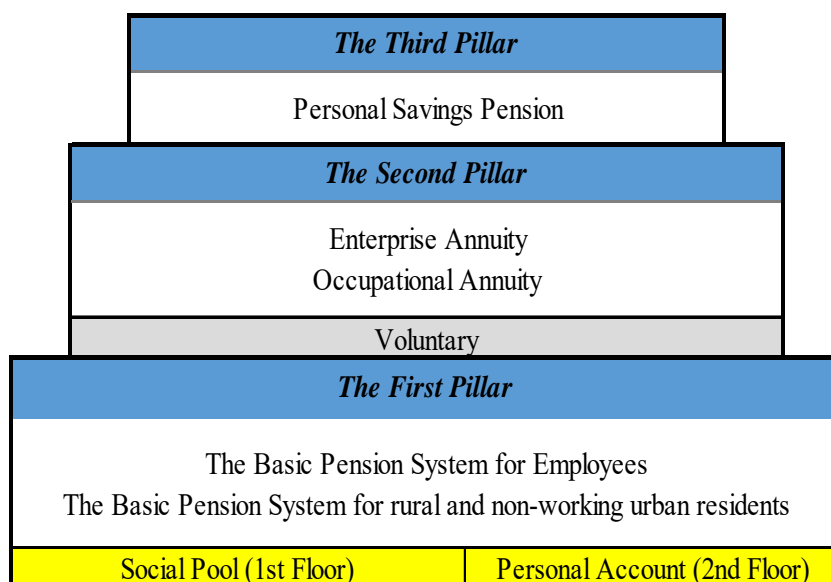 The Third Pillar
Personal Savings Pension
The Second Pillar
Enterprise Annuity
Occupational Annuity
Voluntary
The First Pillar
The Basic Pension System for Employees
The Basic Pension System for rural and non-working urban residents
Social Pool (1st Floor)
Personal Account (2nd Floor)